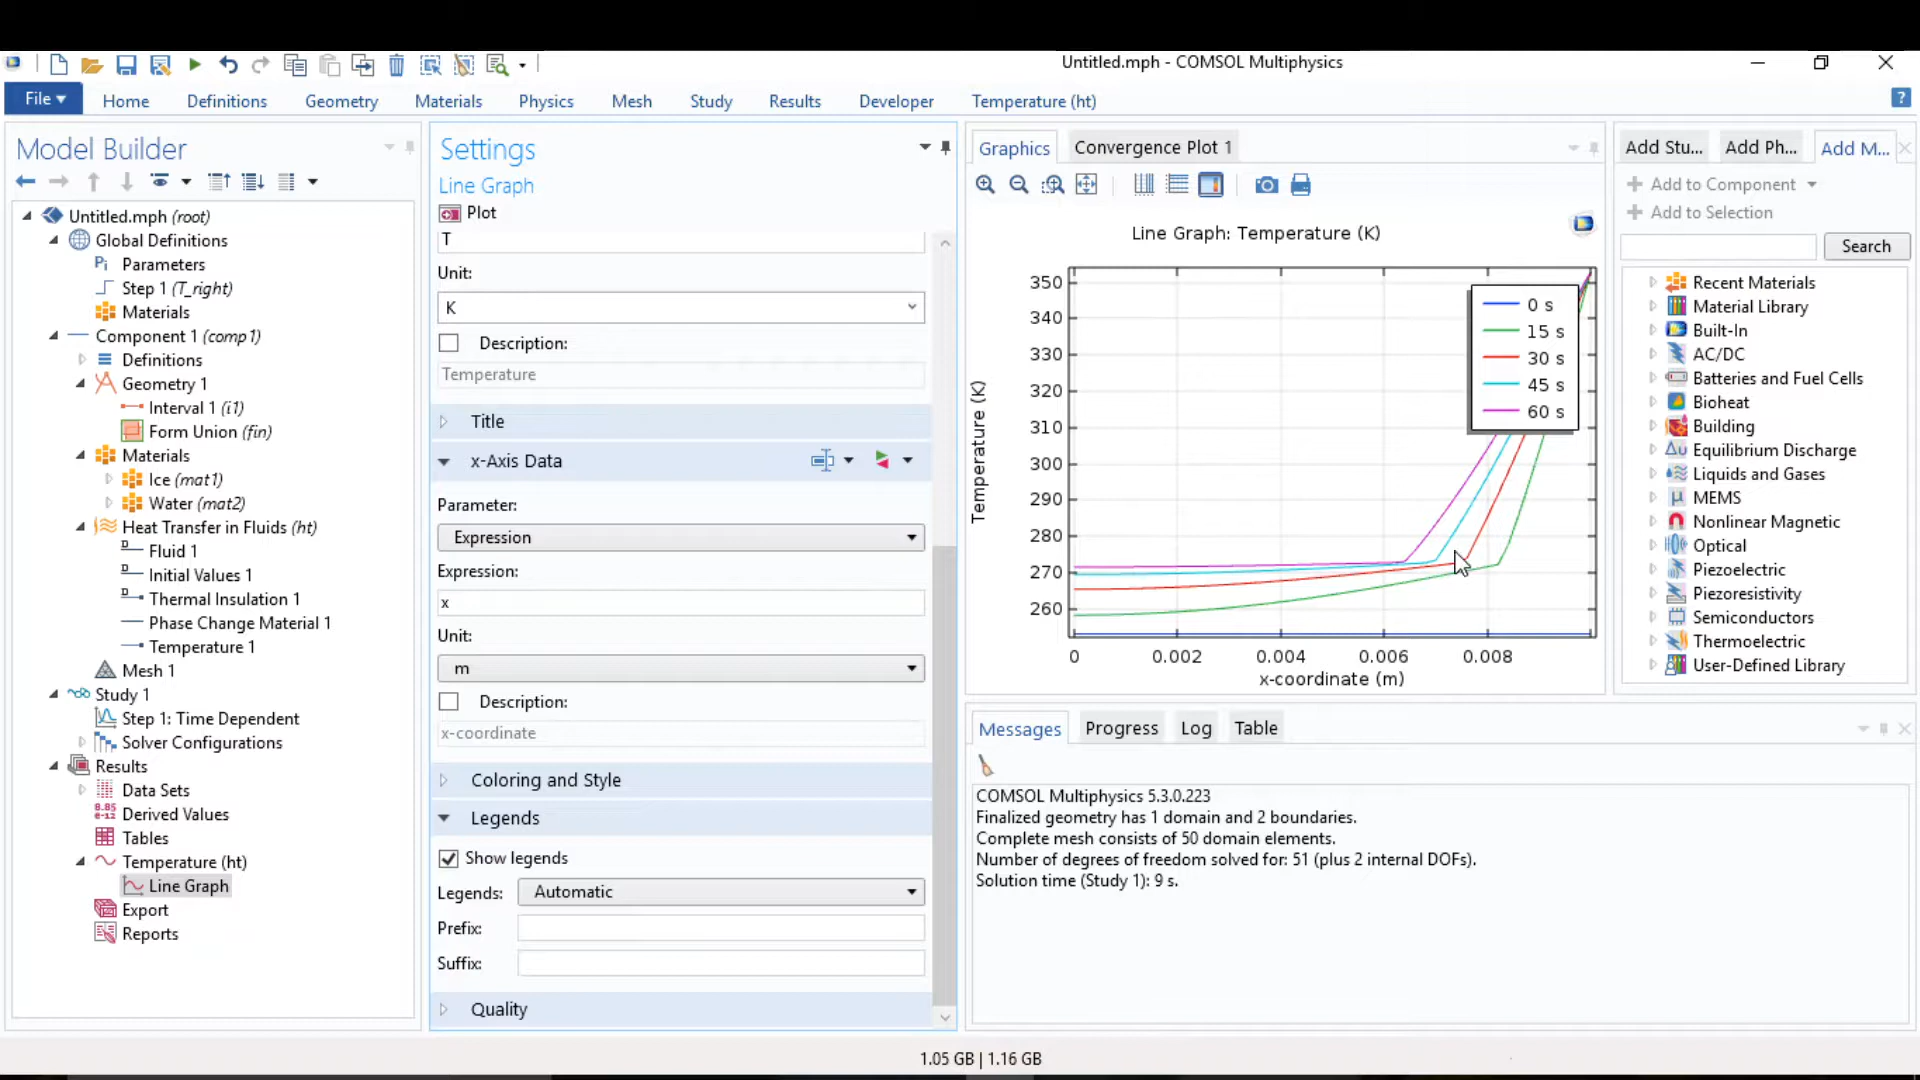 Untitled.mph - COMSOL Multiphysics
File
Home
Definitions
Geometry
Materials
Physics
Mesh
Study
Results
Developer
Temperature (ht)
?
Model Builder
Untitled.mph (root)
Global Definitions
Pi Parameters
Step 1 (T_right)
Materials
Component 1 (comp1)
Definitions
Geometry 1
Interval 1 (i1)
Form Union (fin)
Materials
Ice (mat1)
Water (mat2)
Heat Transfer in Fluids (ht)
Fluid 1
Initial Values 1
Thermal Insulation 1
Phase Change Material 1
Temperature 1
Mesh 1
Study 1
Step 1: Time Dependent
Solver Configurations
Results
Data Sets
8.85
e-12 Derived Values
Tables
Temperature (ht)
Line Graph
Export
Reports
Settings
Line Graph
Plot
T
Unit:
K
Description:
Temperature
Title
x-Axis Data
Parameter:
Expression
Expression:
x
Unit:
m
Description:
x-coordinate
Coloring and Style
Legends
Show legends
Legends: Automatic
Prefix:
Suffix:
Quality
Graphics
Convergence Plot 1
Line Graph: Temperature (K)
Temperature (K)
350
340
330
320
310
300
290
280
270
260
0 s
15 s
30 s
45 s
60 s
0 0.002 0.004 0.006 0.008
x-coordinate (m)
Messages
Progress
Log
Table
COMSOL Multiphysics 5.3.0.223
Finalized geometry has 1 domain and 2 boundaries.
Complete mesh consists of 50 domain elements.
Number of degrees of freedom solved for: 51 (plus 2 internal DOFs).
Solution time (Study 1): 9 s.
Add Stu...
Add Ph...
Add M...
Add to Component
Add to Selection
Search
Recent Materials
Material Library
Built-In
AC/DC
Batteries and Fuel Cells
Bioheat
Building
Δu Equilibrium Discharge
Liquids and Gases
μ MEMS
Nonlinear Magnetic
Optical
Piezoelectric
Piezoresistivity
Semiconductors
Thermoelectric
User-Defined Library
1.05 GB | 1.16 GB